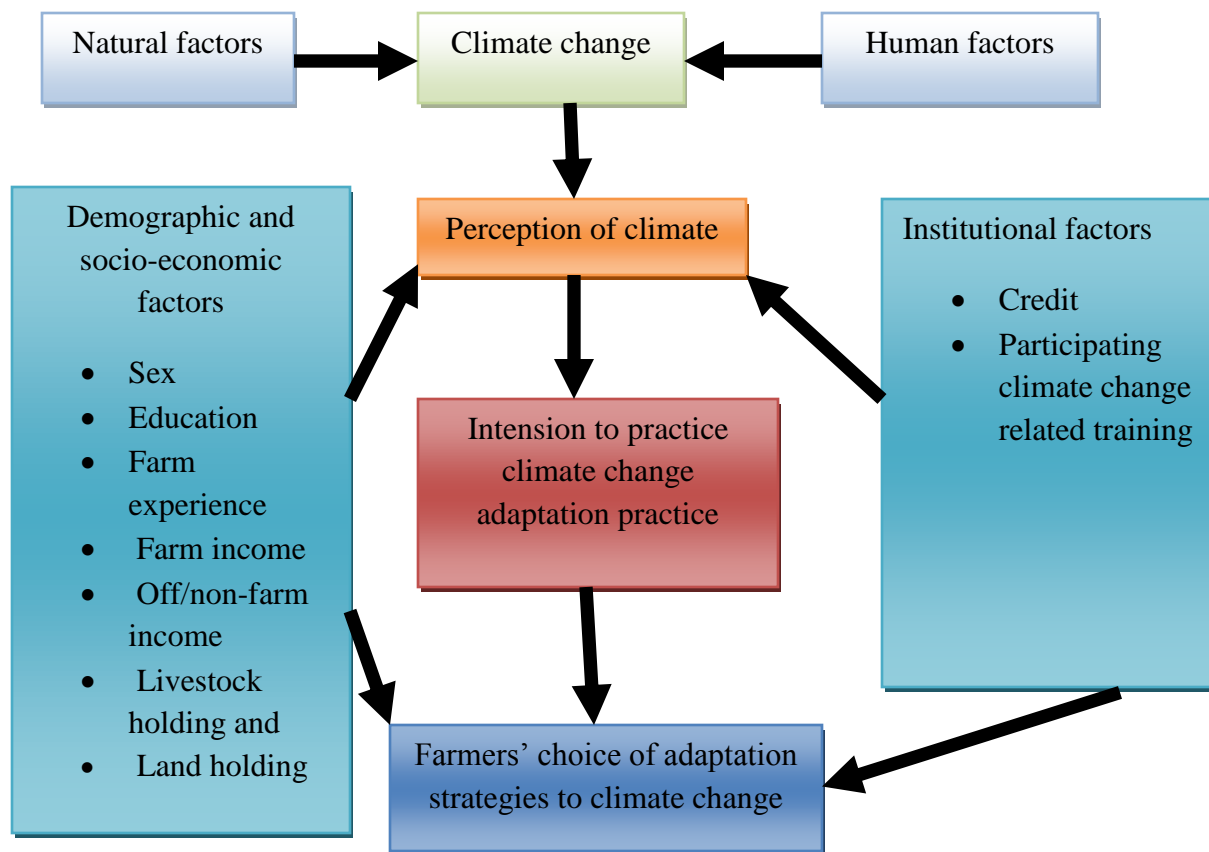 Natural factors
Climate change
Human factors
Demographic and
socio-economic
factors
• Sex
• Education
• Farm
experience
• Farm income
• Off/non-farm
income
• Livestock
holding and
• Land holding
Perception of climate
Intension to practice
climate change
adaptation practice
Farmers’ choice of adaptation
strategies to climate change
Institutional factors
• Credit
• Participating
climate change
related training